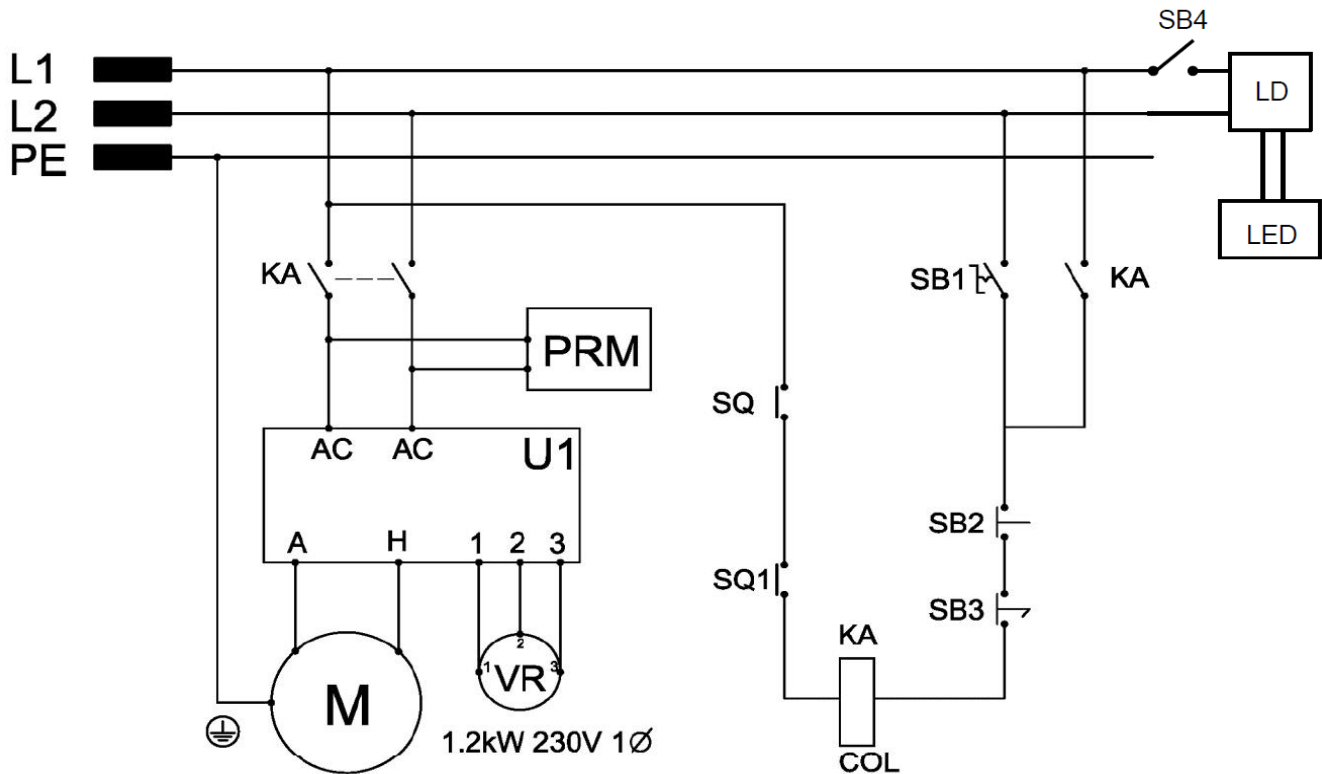 SB4
L1
LD
L2
PE
LED
KA
SB1
KA
PRM
SQ
AC AC U1
SB2
A H 1 2 3
SQ1
SB3
KA
2
1 VR 3
M
1.2kW 230V 1Ø
COL